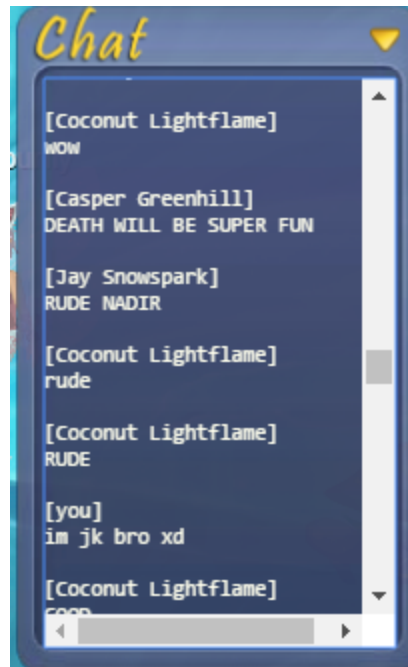 Chat
[Coconut Lightflame]
wow
[Casper Greenhill]
DEATH WILL BE SUPER FUN
[Jay Snowspark]
RUDE NADIR
[Coconut Lightflame]
rude
[Coconut Lightflame]
RUDE
[you]
im jk bro xd
[Coconut Lightflame]
GOOD